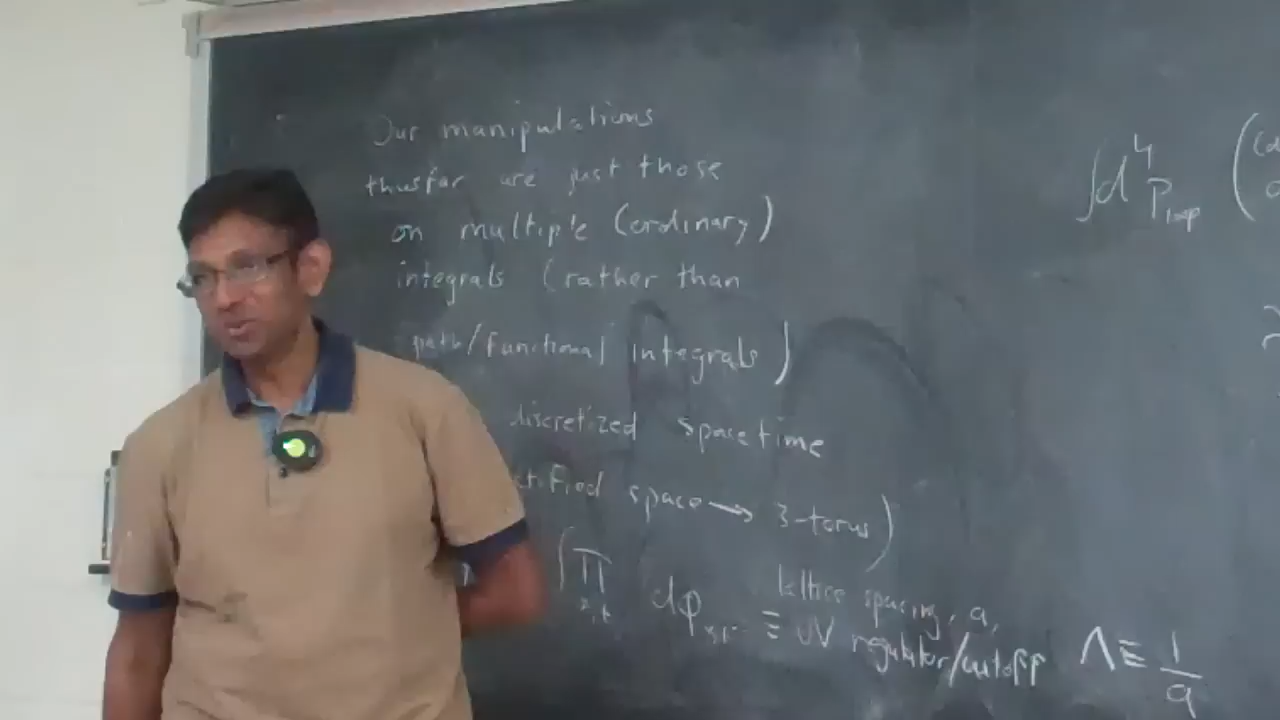 Our manipulations
thusfar are just those
on multiple (ordinary)
integrals (rather than
path/functional integrals)
discretized spacetime
space → 3-torus)
∫∏ dφ ≡ UV regulator/cutoff Λ ≡ 1/a
x,t
lattice spacing, a,
∫d⁴P_loop (